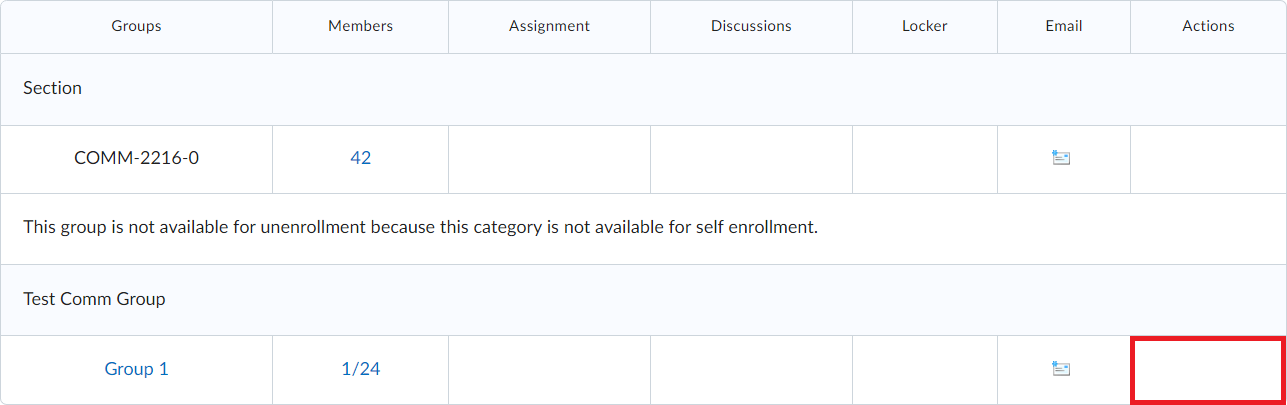 Groups Members Assignment Discussions Locker Email Actions
Section
COMM-2216-0 42
This group is not available for unenrollment because this category is not available for self enrollment.
Test Comm Group
Group 1 1/24